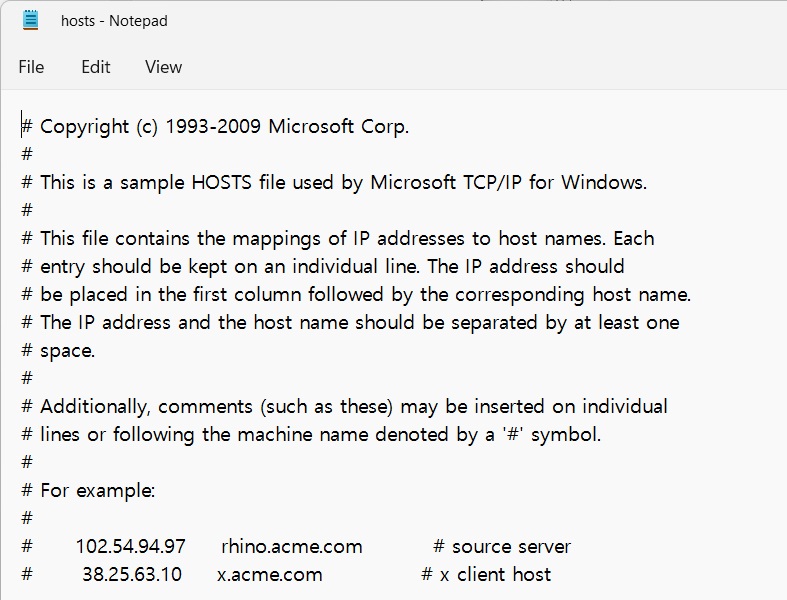 hosts - Notepad
File Edit View
# Copyright (c) 1993-2009 Microsoft Corp.
#
# This is a sample HOSTS file used by Microsoft TCP/IP for Windows.
#
# This file contains the mappings of IP addresses to host names. Each
# entry should be kept on an individual line. The IP address should
# be placed in the first column followed by the corresponding host name.
# The IP address and the host name should be separated by at least one
# space.
#
# Additionally, comments (such as these) may be inserted on individual
# lines or following the machine name denoted by a '#' symbol.
#
# For example:
#
# 102.54.94.97 rhino.acme.com # source server
# 38.25.63.10 x.acme.com # x client host